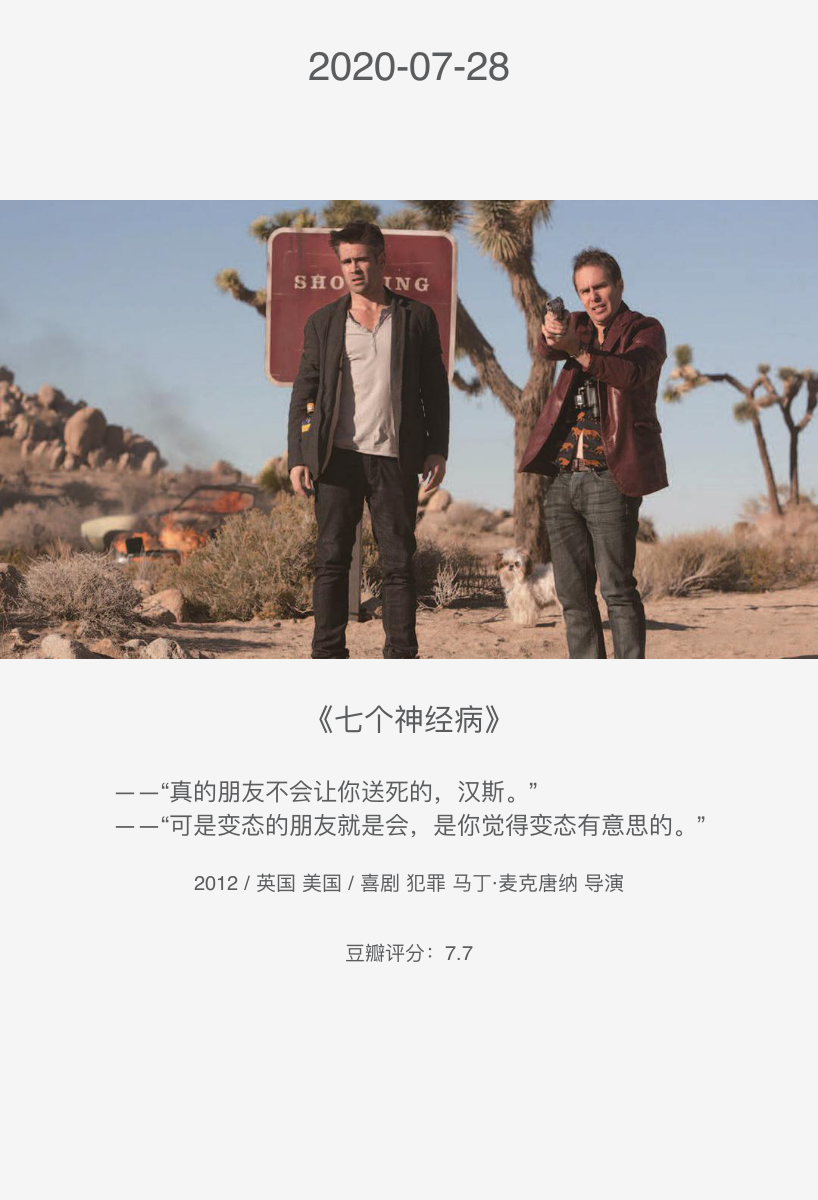 2020-07-28
SHO ING
《七个神经病》
——“真的朋友不会让你送死的，汉斯。”
——“可是变态的朋友就是会，是你觉得变态有意思的。”
2012 / 英国 美国 / 喜剧 犯罪 马丁·麦克唐纳 导演
豆瓣评分：7.7